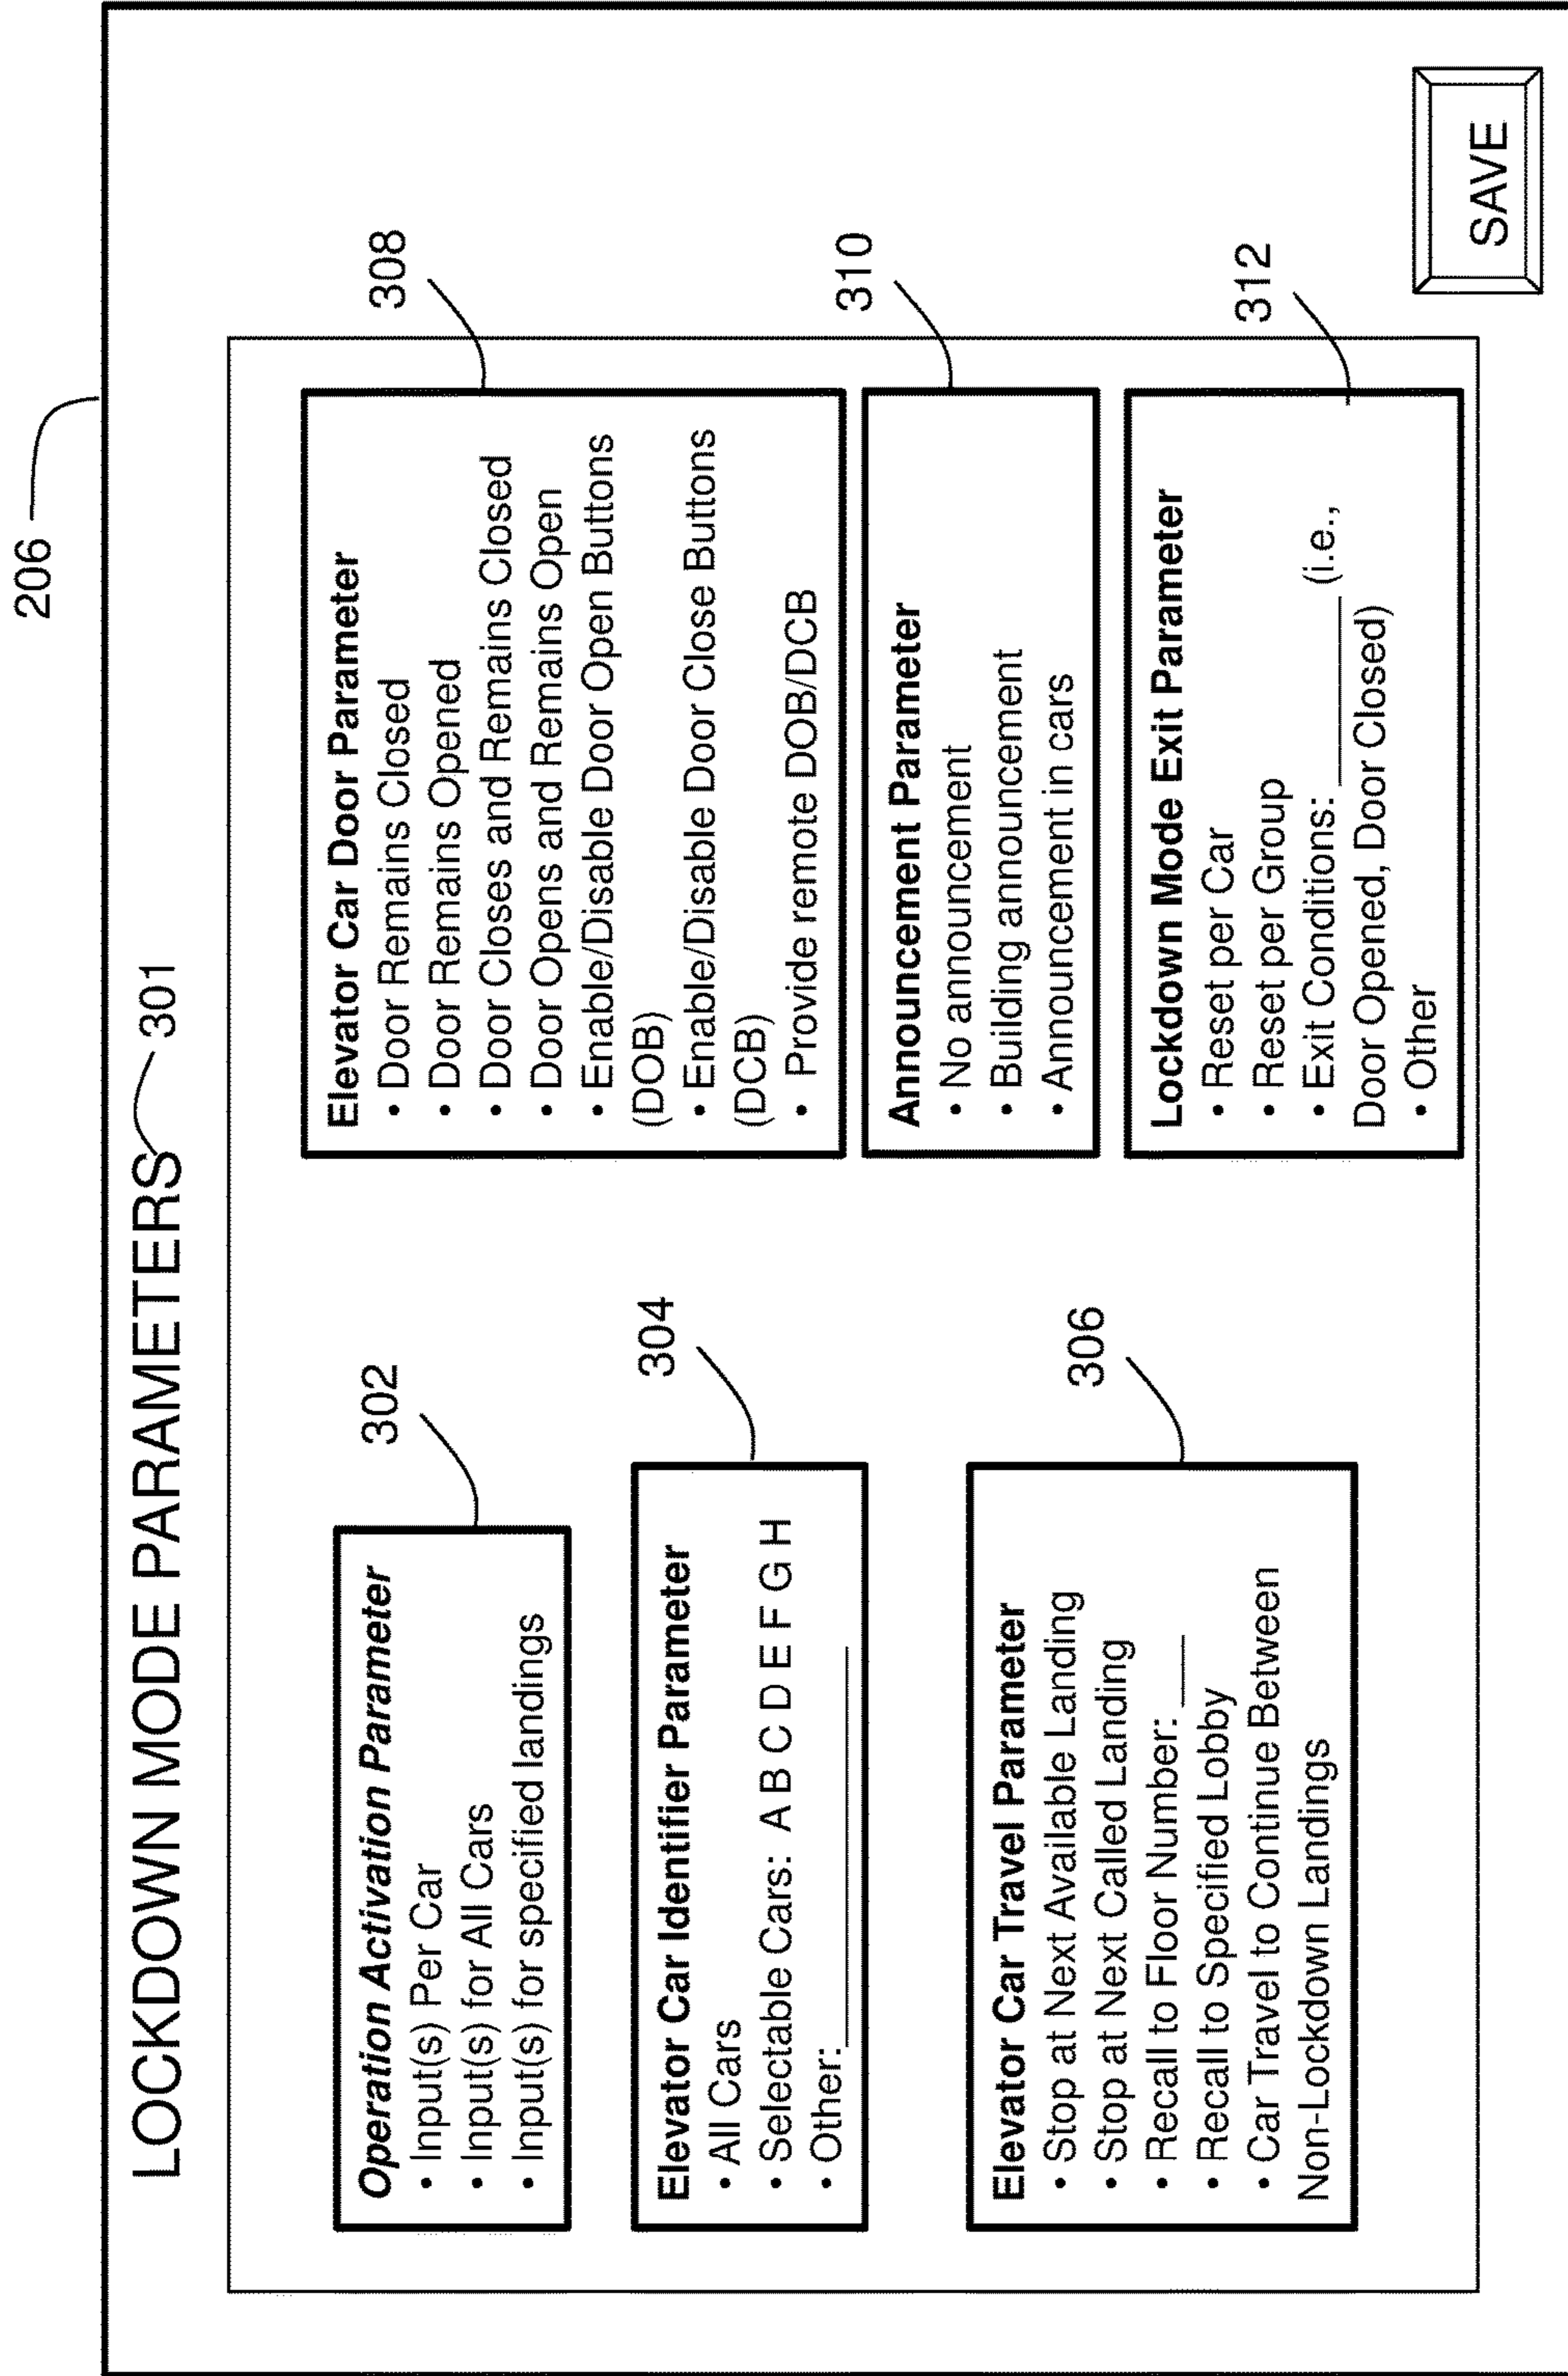 206
LOCKDOWN MODE PARAMETERS
301
302
Operation Activation Parameter
• Input(s) Per Car
• Input(s) for All Cars
• Input(s) for specified landings
304
Elevator Car Identifier Parameter
• All Cars
• Selectable Cars: A B C D E F G H
• Other:__________________
306
Elevator Car Travel Parameter
• Stop at Next Available Landing
• Stop at Next Called Landing
• Recall to Floor Number: ___
• Recall to Specified Lobby
• Car Travel to Continue Between
Non-Lockdown Landings
308
Elevator Car Door Parameter
• Door Remains Closed
• Door Remains Opened
• Door Closes and Remains Closed
• Door Opens and Remains Open
• Enable/Disable Door Open Buttons
(DOB)
• Enable/Disable Door Close Buttons
(DCB)
• Provide remote DOB/DCB
310
Announcement Parameter
• No announcement
• Building announcement
• Announcement in cars
312
Lockdown Mode Exit Parameter
• Reset per Car
• Reset per Group
• Exit Conditions: ________ (i.e.,
Door Opened, Door Closed)
• Other
SAVE